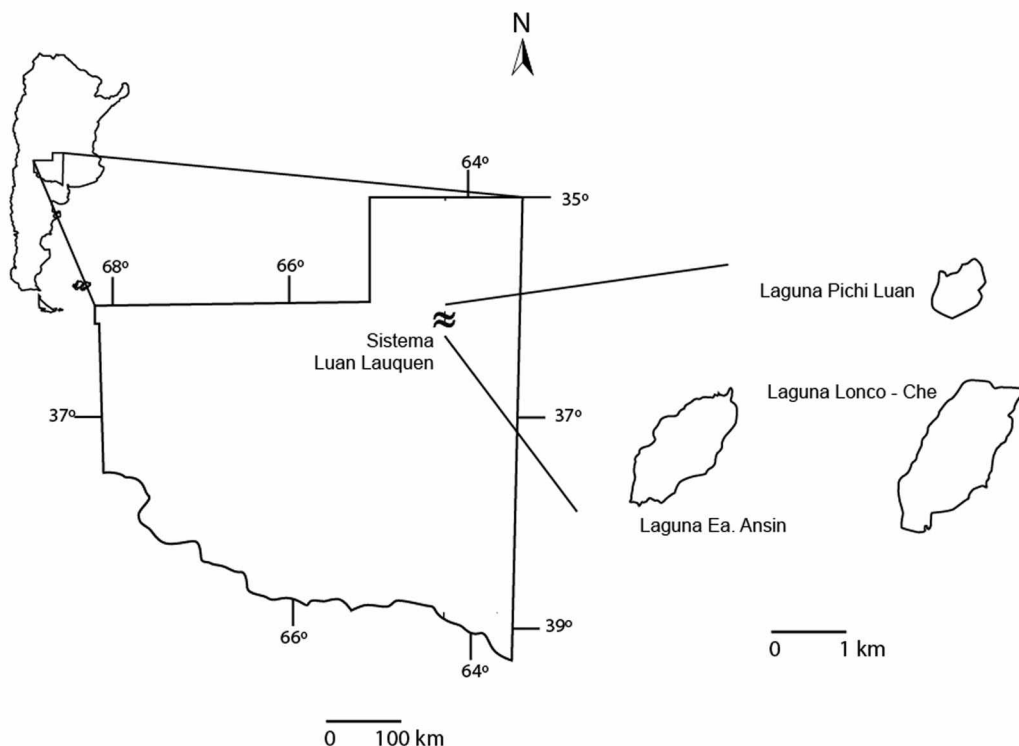 N
64º
35º
68º
66º
Laguna Pichi Luan
Sistema
Luan Lauquen
Laguna Lonco - Che
37º
37º
Laguna Ea. Ansin
66º
39º
64º
0 1 km
0 100 km